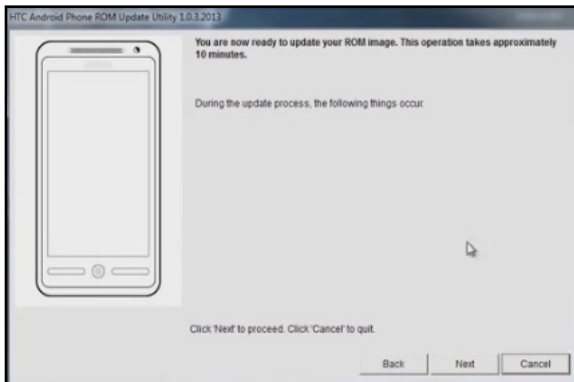 HTC Android Phone ROM Update Utility 1.0.3.2013
You are now ready to update your ROM image. This operation takes approximately
10 minutes.
During the update process, the following things occur.
Click 'Next' to proceed. Click 'Cancel' to quit.
Back
Next
Cancel